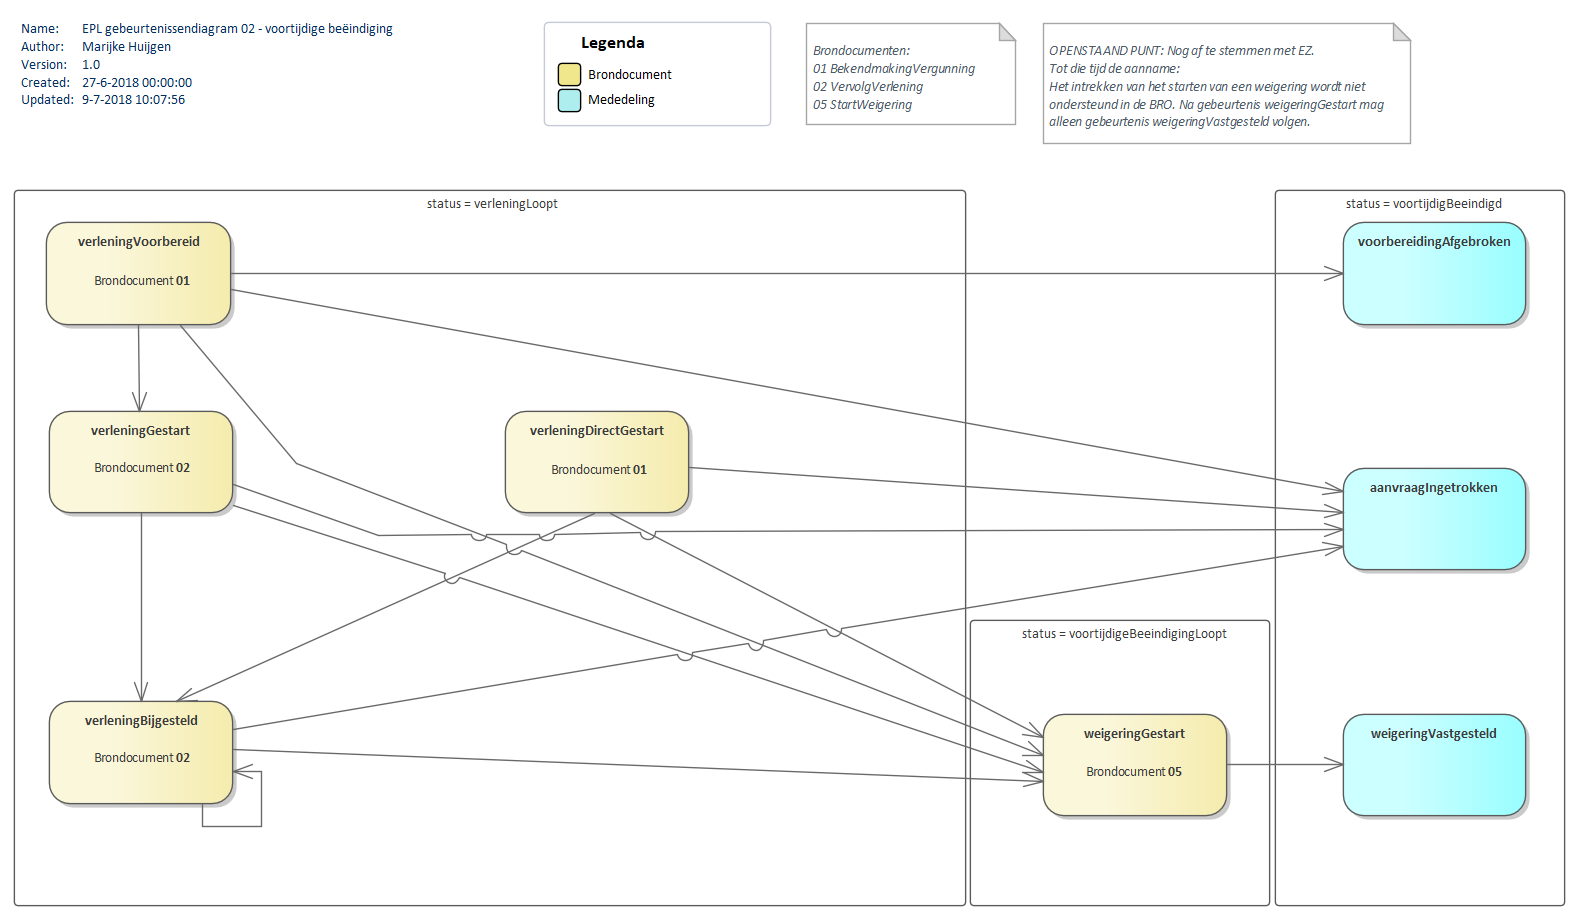 Name: EPL gebeurtenissendiagram 02 - voortijdige beëindiging
Author: Marijke Huijgen
Version: 1.0
Created: 27-6-2018 00:00:00
Updated: 9-7-2018 10:07:56
Legenda
Brondocument
Mededeling
Brondocumenten:
01 BekendmakingVergunning
02 VervolgVerlening
05 StartWeigering
OPENSTAAND PUNT: Nog af te stemmen met EZ.
Tot die tijd de aanname:
Het intrekken van het starten van een weigering wordt niet
ondersteund in de BRO. Na gebeurtenis weigeringGestart mag
alleen gebeurtenis weigeringVastgesteld volgen.
status = verleningLoopt
status = voortijdigBeeindigd
verleningVoorbereid
Brondocument 01
voorbereidingAfgebroken
verleningGestart
Brondocument 02
verleningDirectGestart
Brondocument 01
aanvraagIngetrokken
status = voortijdigeBeeindigingLoopt
verleningBijgesteld
Brondocument 02
weigeringGestart
Brondocument 05
weigeringVastgesteld